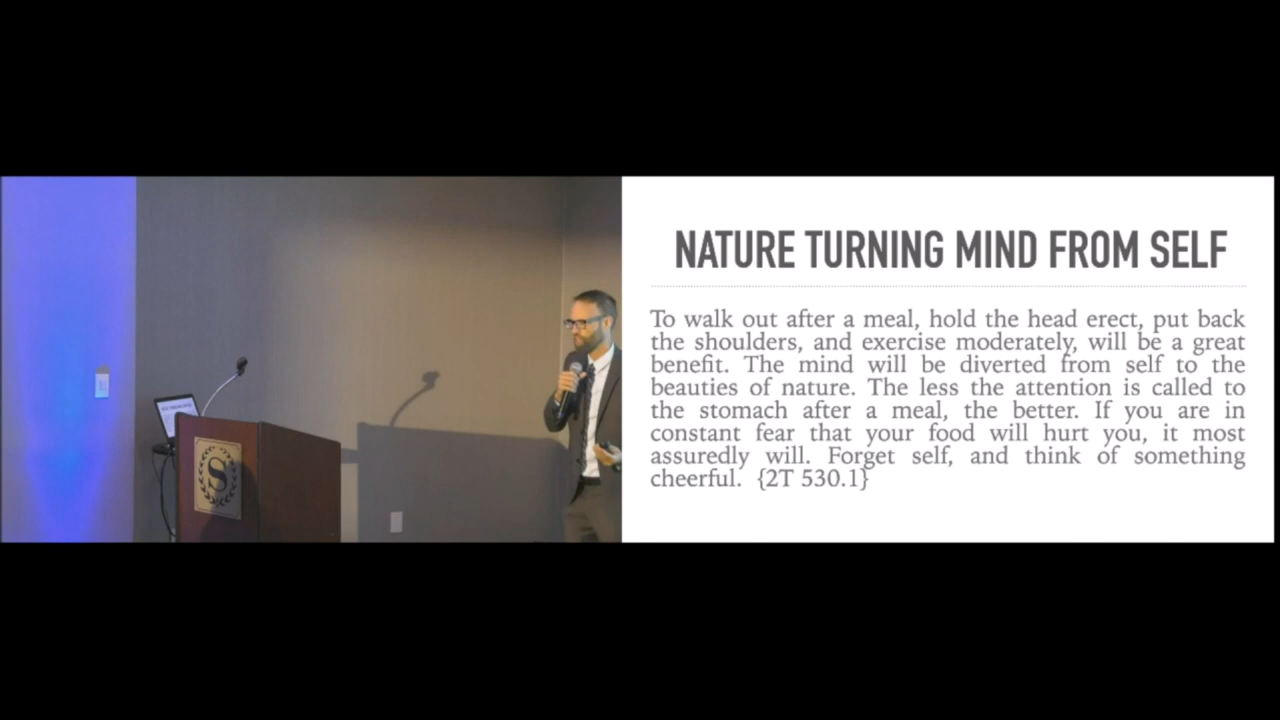 NATURE TURNING MIND FROM SELF
To walk out after a meal, hold the head erect, put back
the shoulders, and exercise moderately, will be a great
benefit. The mind will be diverted from self to the
beauties of nature. The less the attention is called to
the stomach after a meal, the better. If you are in
constant fear that your food will hurt you, it most
assuredly will. Forget self, and think of something
cheerful. {2T 530.1}
S